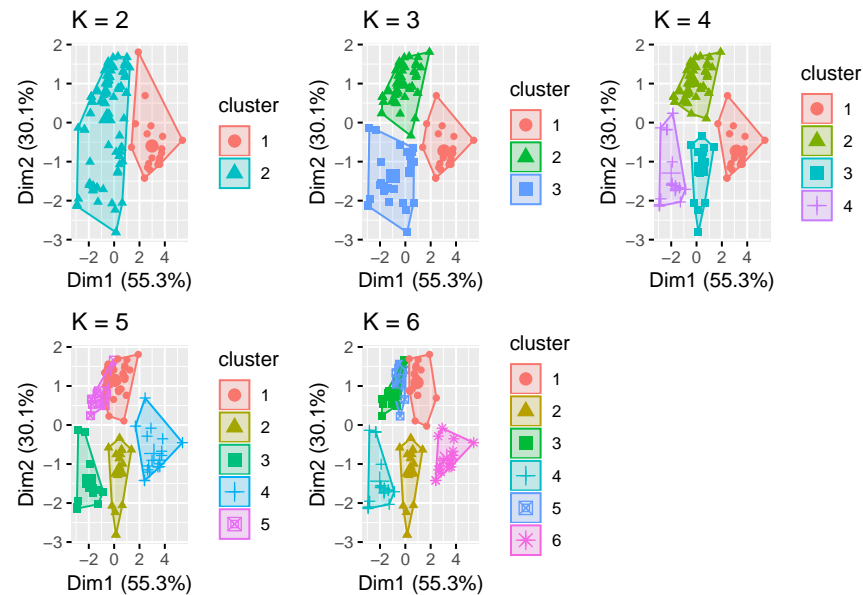 K = 2
2
1
0
−1
−2
−3
Dim2 (30.1%)
−2 0 2 4
Dim1 (55.3%)
cluster
1
2
K = 3
2
1
0
−1
−2
−3
Dim2 (30.1%)
−2 0 2 4
Dim1 (55.3%)
cluster
1
2
3
K = 4
2
1
0
−1
−2
−3
Dim2 (30.1%)
−2 0 2 4
Dim1 (55.3%)
cluster
1
2
3
4
K = 5
2
1
0
−1
−2
−3
Dim2 (30.1%)
−2 0 2 4
Dim1 (55.3%)
cluster
1
2
3
4
5
K = 6
2
1
0
−1
−2
−3
Dim2 (30.1%)
−2 0 2 4
Dim1 (55.3%)
cluster
1
2
3
4
5
6